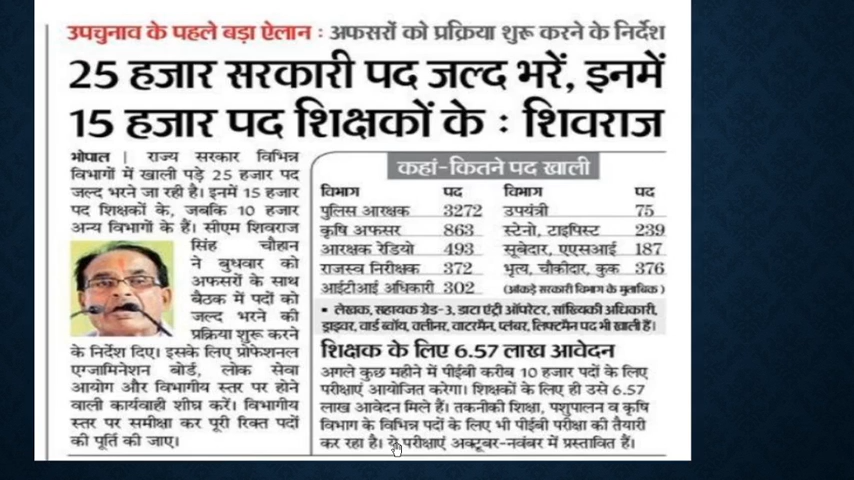 उपचुनाव के पहले बड़ा ऐलान : अफसरों को प्रक्रिया शुरू करने के निर्देश
25 हजार सरकारी पद जल्द भरें, इनमें
15 हजार पद शिक्षकों के : शिवराज
भोपाल | राज्य सरकार विभिन्न
विभागों में खाली पड़े 25 हजार पद
जल्द भरने जा रही है। इनमें 15 हजार
पद शिक्षकों के, जबकि 10 हजार
अन्य विभागों के हैं। सीएम शिवराज
सिंह चौहान
ने बुधवार को
अफसरों के साथ
बैठक में पदों को
जल्द भरने की
प्रक्रिया शुरू करने
के निर्देश दिए। इसके लिए प्रोफेशनल
एग्जामिनेशन बोर्ड, लोक सेवा
आयोग और विभागीय स्तर पर होने
वाली कार्यवाही शीघ्र करें। विभागीय
स्तर पर समीक्षा कर पूरी रिक्त पदों
की पूर्ति की जाए।
कहां-कितने पद खाली
विभाग पद विभाग पद
पुलिस आरक्षक 3272 उपयंत्री 75
कृषि अफसर 863 स्टेनो, टाइपिस्ट 239
आरक्षक रेडियो 493 सूबेदार, एएसआई 187
राजस्व निरीक्षक 372 भृत्य, चौकीदार, कुक 376
आईटीआई अधिकारी 302 (आंकड़े सरकारी विभाग के मुताबिक)
• लेखक, सहायक ग्रेड-3, डाटा एंट्री ऑपरेटर, सांख्यिकी अधिकारी,
ड्राइवर, वार्ड ब्वॉय, क्लीनर, वाटरमैन, प्लंबर, लिफ्टमैन पद भी खाली हैं।
शिक्षक के लिए 6.57 लाख आवेदन
अगले कुछ महीने में पीईबी करीब 10 हजार पदों के लिए
परीक्षाएं आयोजित करेगा। शिक्षकों के लिए ही उसे 6.57
लाख आवेदन मिले हैं। तकनीकी शिक्षा, पशुपालन व कृषि
विभाग के विभिन्न पदों के लिए भी पीईबी परीक्षा की तैयारी
कर रहा है। ये परीक्षाएं अक्टूबर-नवंबर में प्रस्तावित हैं।